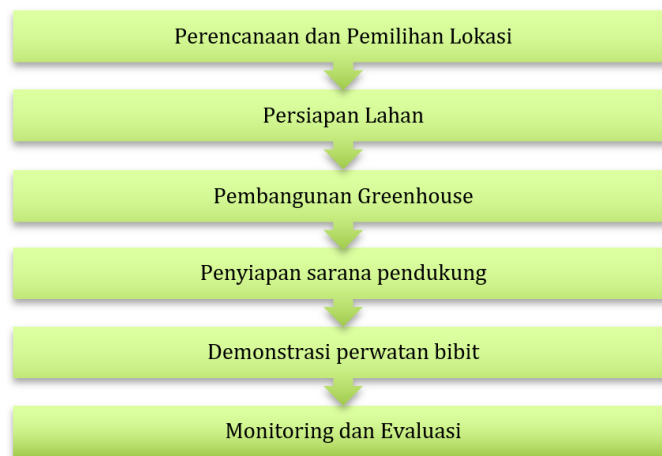 Perencanaan dan Pemilihan Lokasi
Persiapan Lahan
Pembangunan Greenhouse
Penyiapan sarana pendukung
Demonstrasi perwatan bibit
Monitoring dan Evaluasi